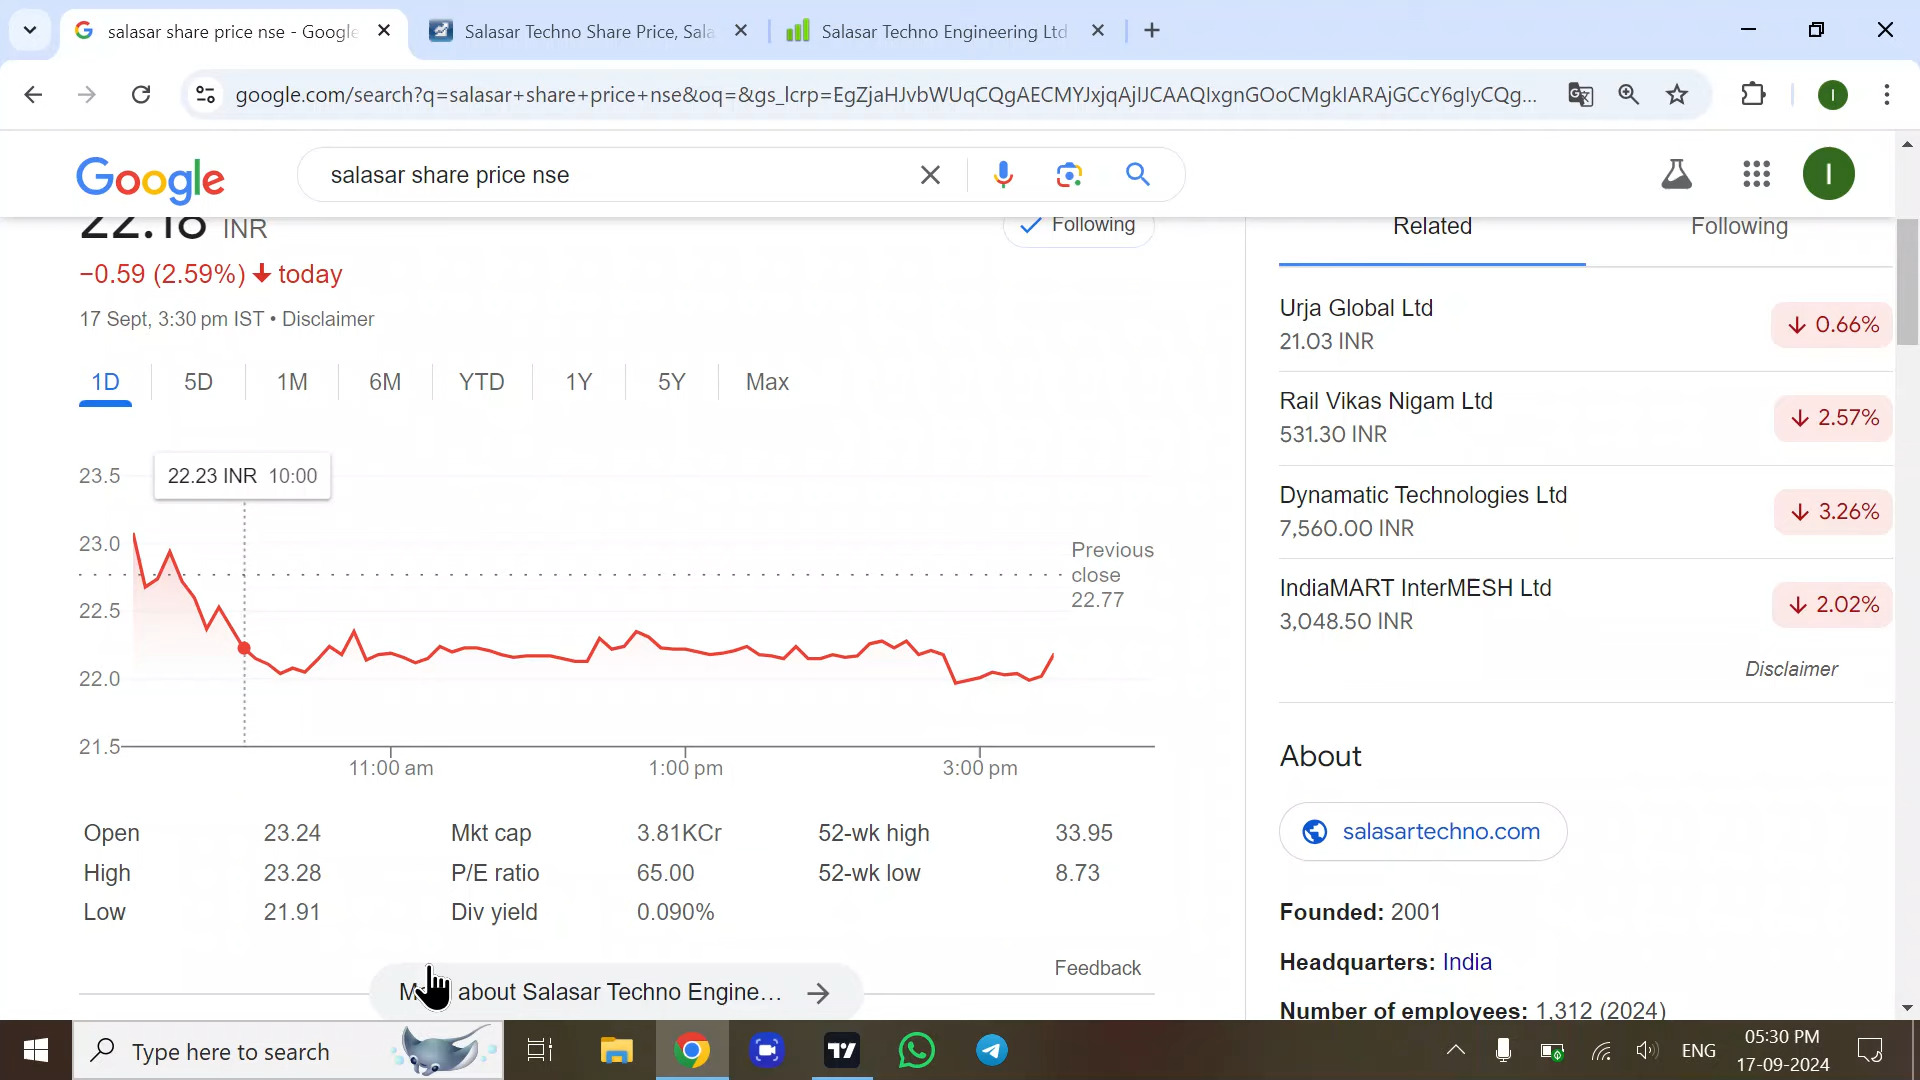 salasar share price nse - Google
Salasar Techno Share Price, Sala
Salasar Techno Engineering Ltd
google.com/search?q=salasar+share+price+nse&oq=&gs_lcrp=EgZjaHJvbWUqCQgAECMYJxjqAjIJCAAQIxgnGOoCMgkIARAjGCcY6gIyCQg...
I
Google
salasar share price nse
I
22.18 INR
Following
−0.59 (2.59%) today
17 Sept, 3:30 pm IST • Disclaimer
1D 5D 1M 6M YTD 1Y 5Y Max
22.23 INR 10:00
23.5
23.0
22.5
22.0
21.5
Previous
close
22.77
11:00 am 1:00 pm 3:00 pm
Open 23.24 Mkt cap 3.81KCr 52-wk high 33.95
High 23.28 P/E ratio 65.00 52-wk low 8.73
Low 21.91 Div yield 0.090%
Feedback
about Salasar Techno Engine...
Related Following
Urja Global Ltd
21.03 INR
0.66%
Rail Vikas Nigam Ltd
531.30 INR
2.57%
Dynamatic Technologies Ltd
7,560.00 INR
3.26%
IndiaMART InterMESH Ltd
3,048.50 INR
2.02%
Disclaimer
About
salasartechno.com
Founded: 2001
Headquarters: India
Number of employees: 1,312 (2024)
Type here to search
ENG
05:30 PM
17-09-2024